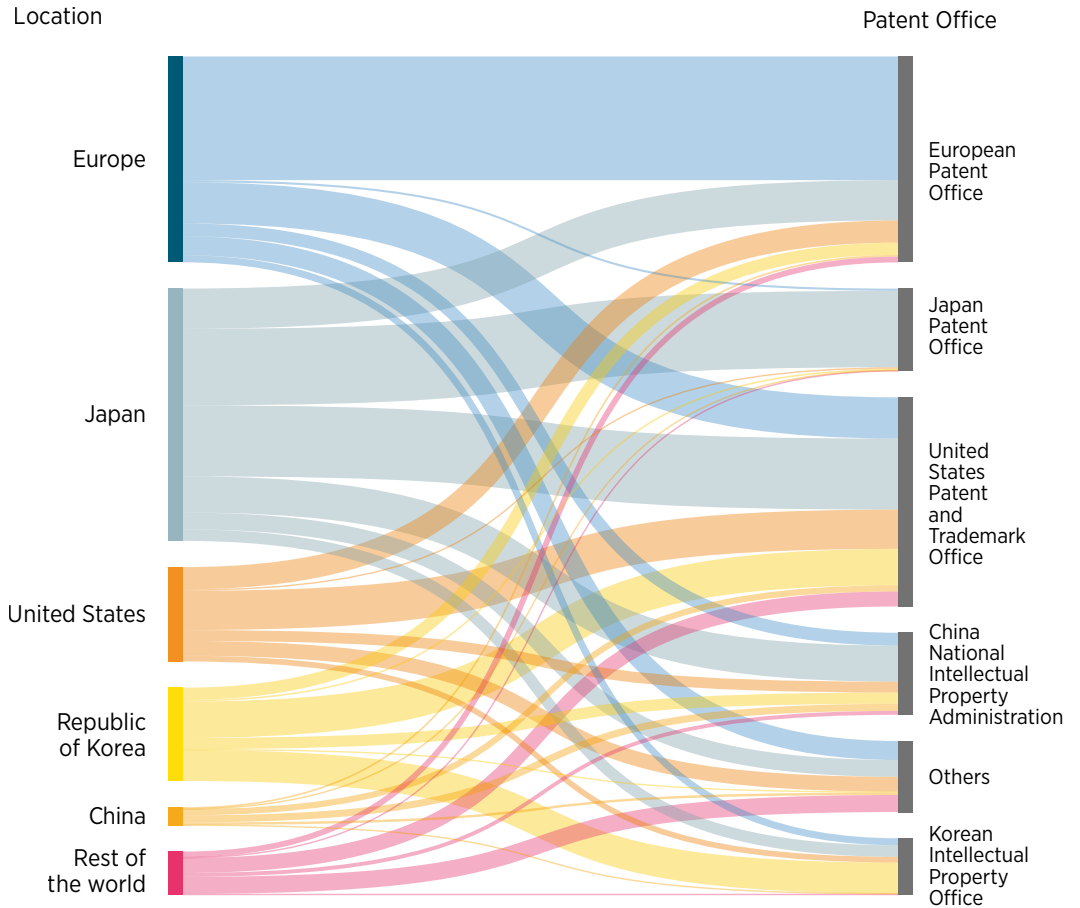 Location
Patent Office
Europe
Japan
United States
Republic
of Korea
China
Rest of
the world
European
Patent
Office
Japan
Patent
Office
United
States
Patent
and
Trademark
Office
China
National
Intellectual
Property
Administration
Others
Korean
Intellectual
Property
Office